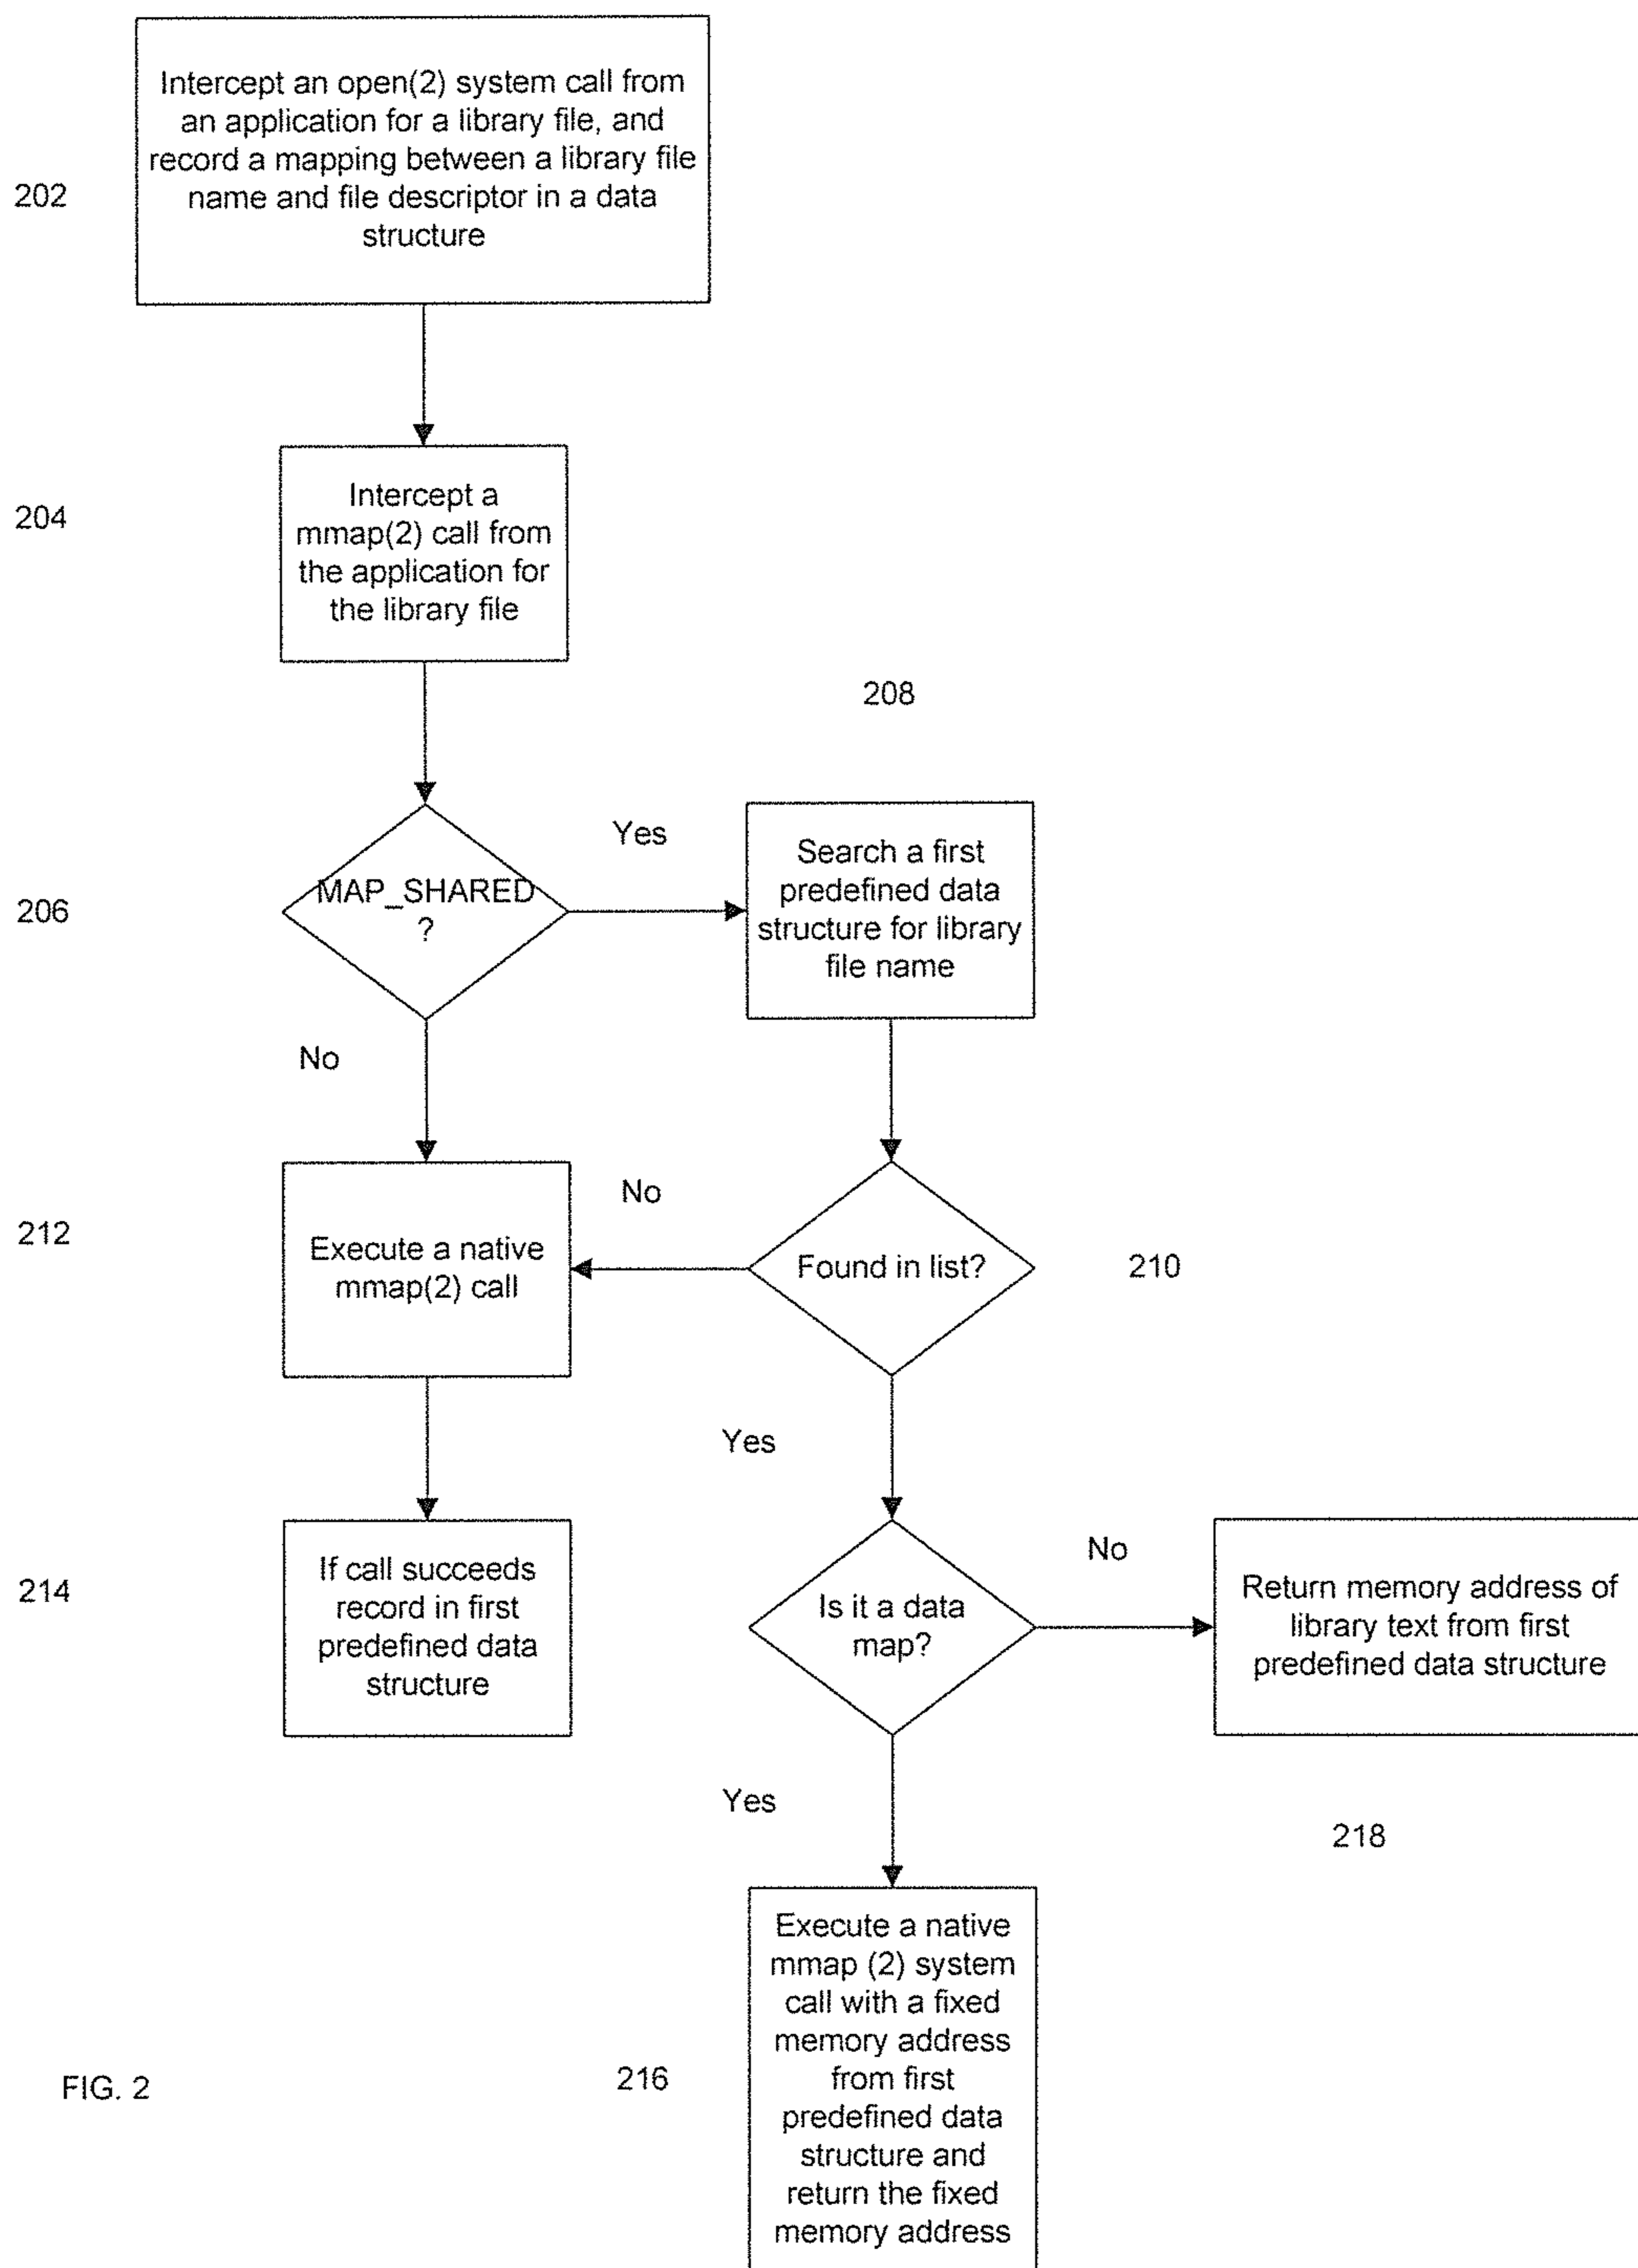 Intercept an open(2) system call from
an application for a library file, and
record a mapping between a library file
name and file descriptor in a data
structure
202
204
Intercept a
mmap(2) call from
the application for
the library file
208
206
MAP_SHARED
?
Yes
Search a first
predefined data
structure for library
file name
No
212
Execute a native
mmap(2) call
No
Found in list?
210
Yes
214
If call succeeds
record in first
predefined data
structure
Is it a data
map?
No
Return memory address of
library text from first
predefined data structure
218
Yes
216
Execute a native
mmap (2) system
call with a fixed
memory address
from first
predefined data
structure and
return the fixed
memory address
FIG. 2